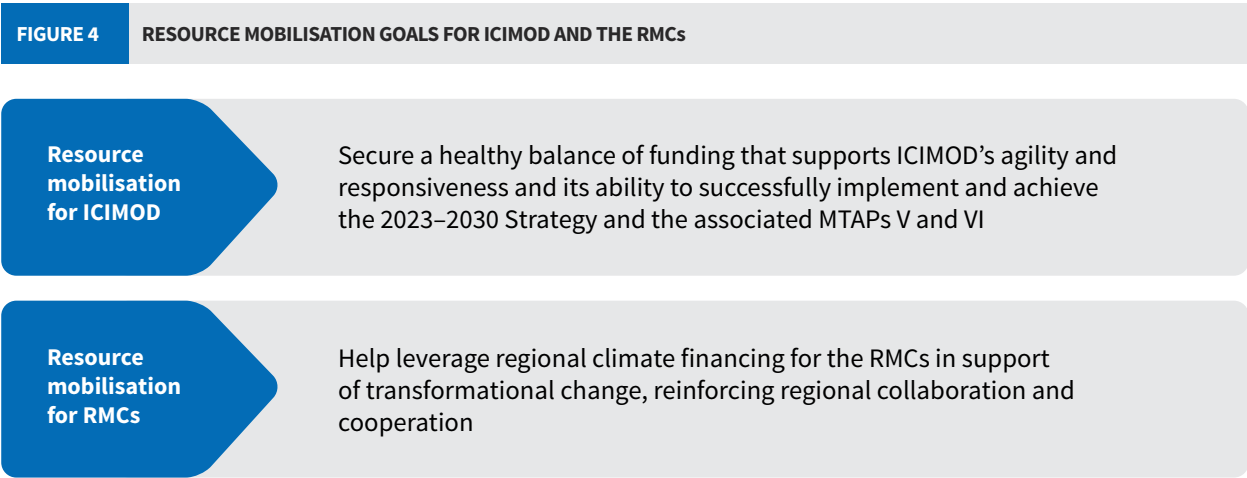 FIGURE 4
RESOURCE MOBILISATION GOALS FOR ICIMOD AND THE RMCs
Resource
mobilisation
for ICIMOD
Secure a healthy balance of funding that supports ICIMOD’s agility and
responsiveness and its ability to successfully implement and achieve
the 2023–2030 Strategy and the associated MTAPs V and VI
Resource
mobilisation
for RMCs
Help leverage regional climate financing for the RMCs in support
of transformational change, reinforcing regional collaboration and
cooperation